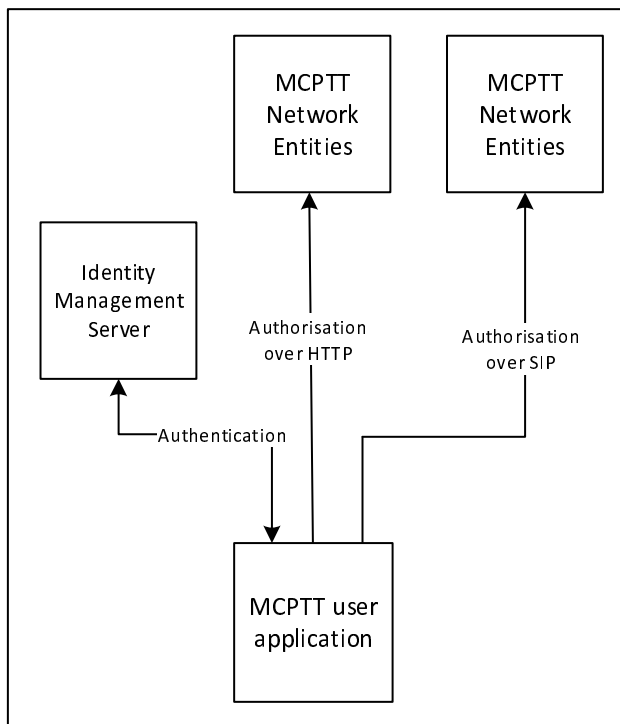 MCPTT
Network
Entities
MCPTT
Network
Entities
Identity
Management
Server
Authorisation
over HTTP
Authorisation
over SIP
Authentication
MCPTT user
application